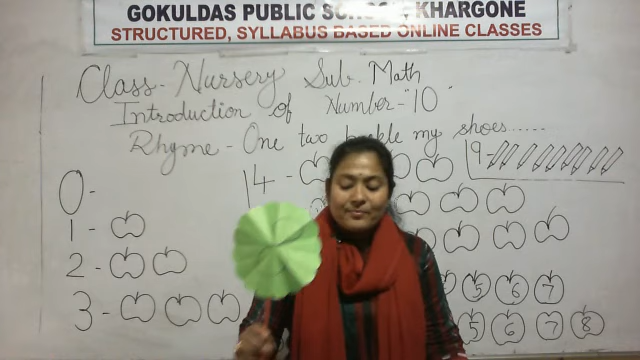 GOKULDAS PUBLIC SCHOOL, KHARGONE
STRUCTURED, SYLLABUS BASED ONLINE CLASSES
Class - Nursery Sub. Math
Introduction of Number - "10"
Rhyme - One two buckle my shoes.....
0 -
1 -
2 -
3 -
4 -
9 -
5 6 7
5 6 7 8